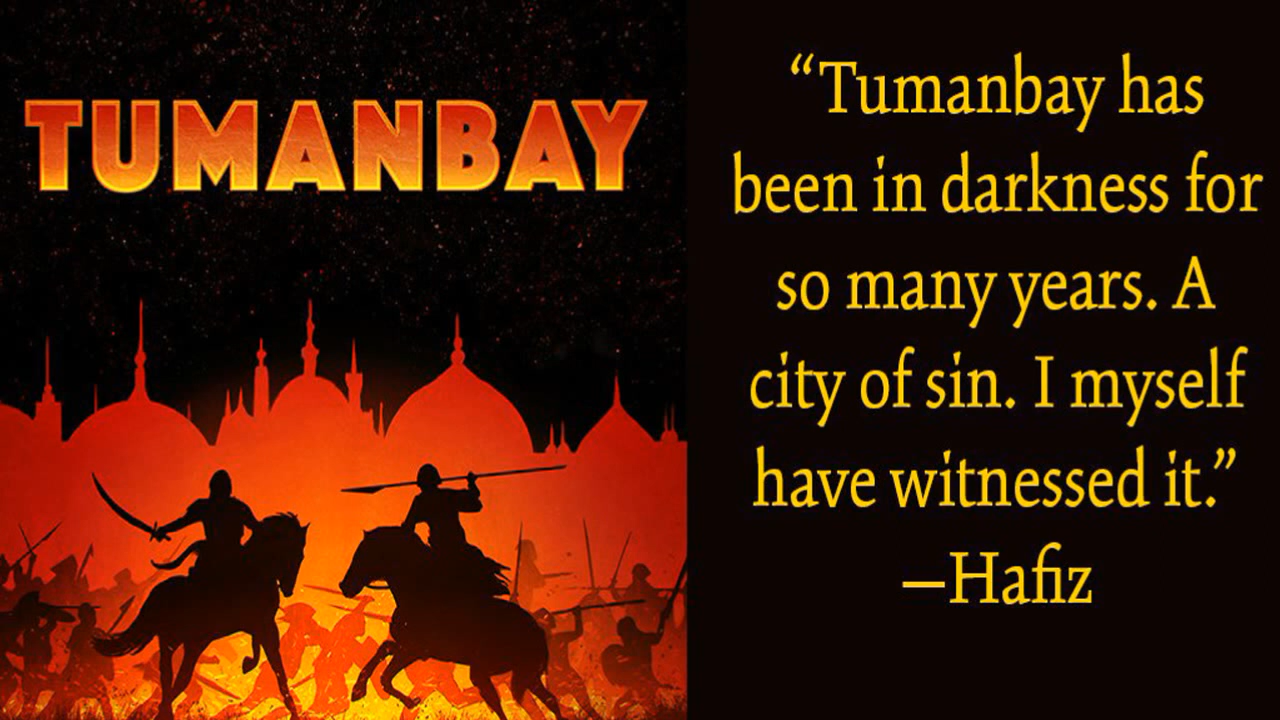 TUMANBAY
“Tumanbay has
been in darkness for
so many years. A
city of sin. I myself
have witnessed it.”
—Hafiz